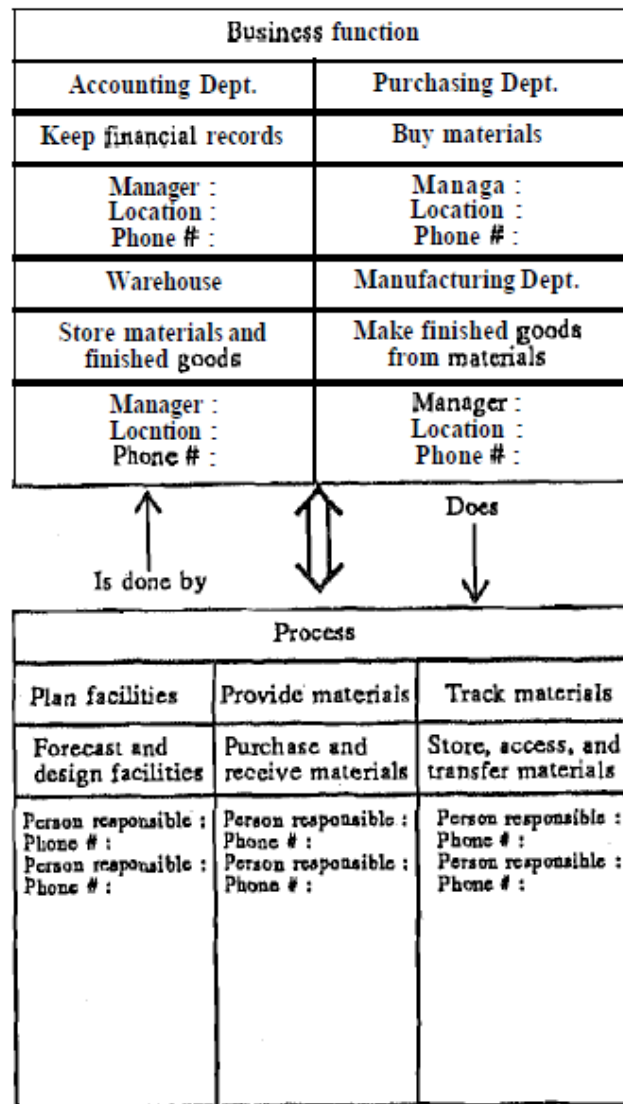 Business function
Accounting Dept.
Purchasing Dept.
Keep financial records
Buy materials
Manager :
Location :
Phone # :
Managa :
Location :
Phone # :
Warehouse
Manufacturing Dept.
Store materials and
finished goods
Make finished goods
from materials
Manager :
Locntion :
Phone # :
Manager :
Location :
Phone # :
Is done by
Does
Process
Plan facilities
Provide materials
Track materials
Forecast and
design facilities
Purchase and
receive materials
Store, access, and
transfer materials
Person responsible :
Phone # :
Person responsible :
Phone # :
Person responsible :
Phone # :
Person responsible :
Phone # :
Person responsible :
Phone # :
Person responsible :
Phone # :